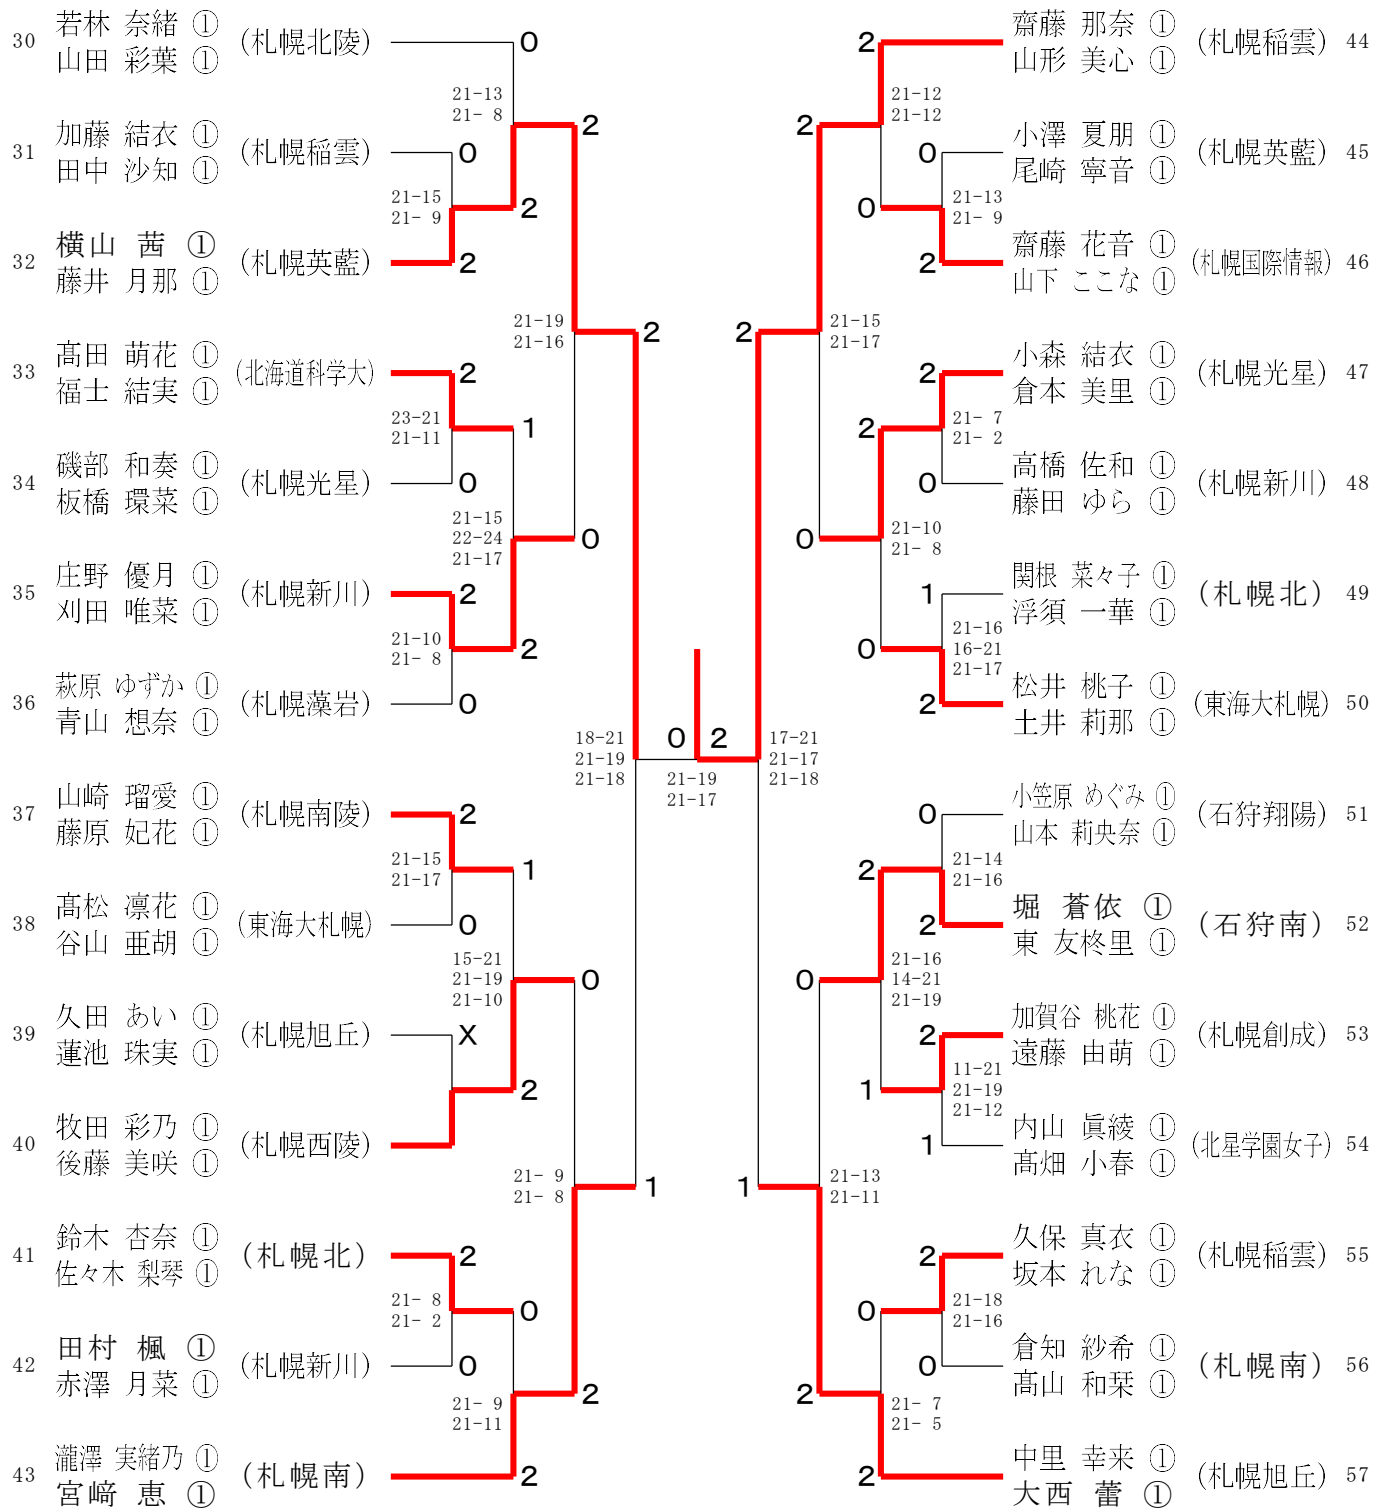 30 若林 奈緒 ① (札幌北陵) 0
山田 彩葉 ①
21-13
21- 8
2
31 加藤 結衣 ① (札幌稲雲) 0
田中 沙知 ①
21-15
21- 9
2
32 横山 茜 ① (札幌英藍) 2
藤井 月那 ①
21-19
21-16
2
33 髙田 萌花 ① (北海道科学大) 2
福士 結実 ①
23-21
21-11
1
34 磯部 和奏 ① (札幌光星) 0
板橋 環菜 ①
21-15
22-24
21-17
0
35 庄野 優月 ① (札幌新川) 2
刈田 唯菜 ①
21-10
21- 8
2
36 萩原 ゆずか ① (札幌藻岩) 0
青山 想奈 ①
18-21
21-19
21-18
0 2
21-19
21-17
37 山崎 瑠愛 ① (札幌南陵) 2
藤原 妃花 ①
21-15
21-17
1
38 髙松 凛花 ① (東海大札幌) 0
谷山 亜胡 ①
15-21
21-19
21-10
0
39 久田 あい ① (札幌旭丘) X
蓮池 珠実 ①
2
40 牧田 彩乃 ① (札幌西陵)
後藤 美咲 ①
21- 9
21- 8
1
41 鈴木 杏奈 ① (札幌北) 2
佐々木 梨琴 ①
21- 8
21- 2
0
42 田村 楓 ① (札幌新川) 0
赤澤 月菜 ①
21- 9
21-11
2
43 瀧澤 実緒乃 ① (札幌南) 2
宮﨑 恵 ①
2 齋藤 那奈 ① (札幌稲雲) 44
山形 美心 ①
21-12
21-12
2
0 小澤 夏朋 ① (札幌英藍) 45
尾崎 寧音 ①
21-13
21- 9
0
2 齋藤 花音 ① (札幌国際情報) 46
山下 ここな ①
21-15
21-17
2
2 小森 結衣 ① (札幌光星) 47
倉本 美里 ①
21- 7
21- 2
2
0 高橋 佐和 ① (札幌新川) 48
藤田 ゆら ①
21-10
21- 8
0
1 関根 菜々子 ① (札幌北) 49
浮須 一華 ①
21-16
16-21
21-17
0
2 松井 桃子 ① (東海大札幌) 50
土井 莉那 ①
17-21
21-17
21-18
0 小笠原 めぐみ ① (石狩翔陽) 51
山本 莉央奈 ①
21-14
21-16
2
2 堀 蒼依 ① (石狩南) 52
東 友柊里 ①
21-16
14-21
21-19
0
2 加賀谷 桃花 ① (札幌創成) 53
遠藤 由萌 ①
11-21
21-19
21-12
1
1 内山 眞綾 ① (北星学園女子) 54
髙畑 小春 ①
21-13
21-11
1
2 久保 真衣 ① (札幌稲雲) 55
坂本 れな ①
21-18
21-16
0
0 倉知 紗希 ① (札幌南) 56
髙山 和栞 ①
21- 7
21- 5
2
2 中里 幸来 ① (札幌旭丘) 57
大西 蕾 ①